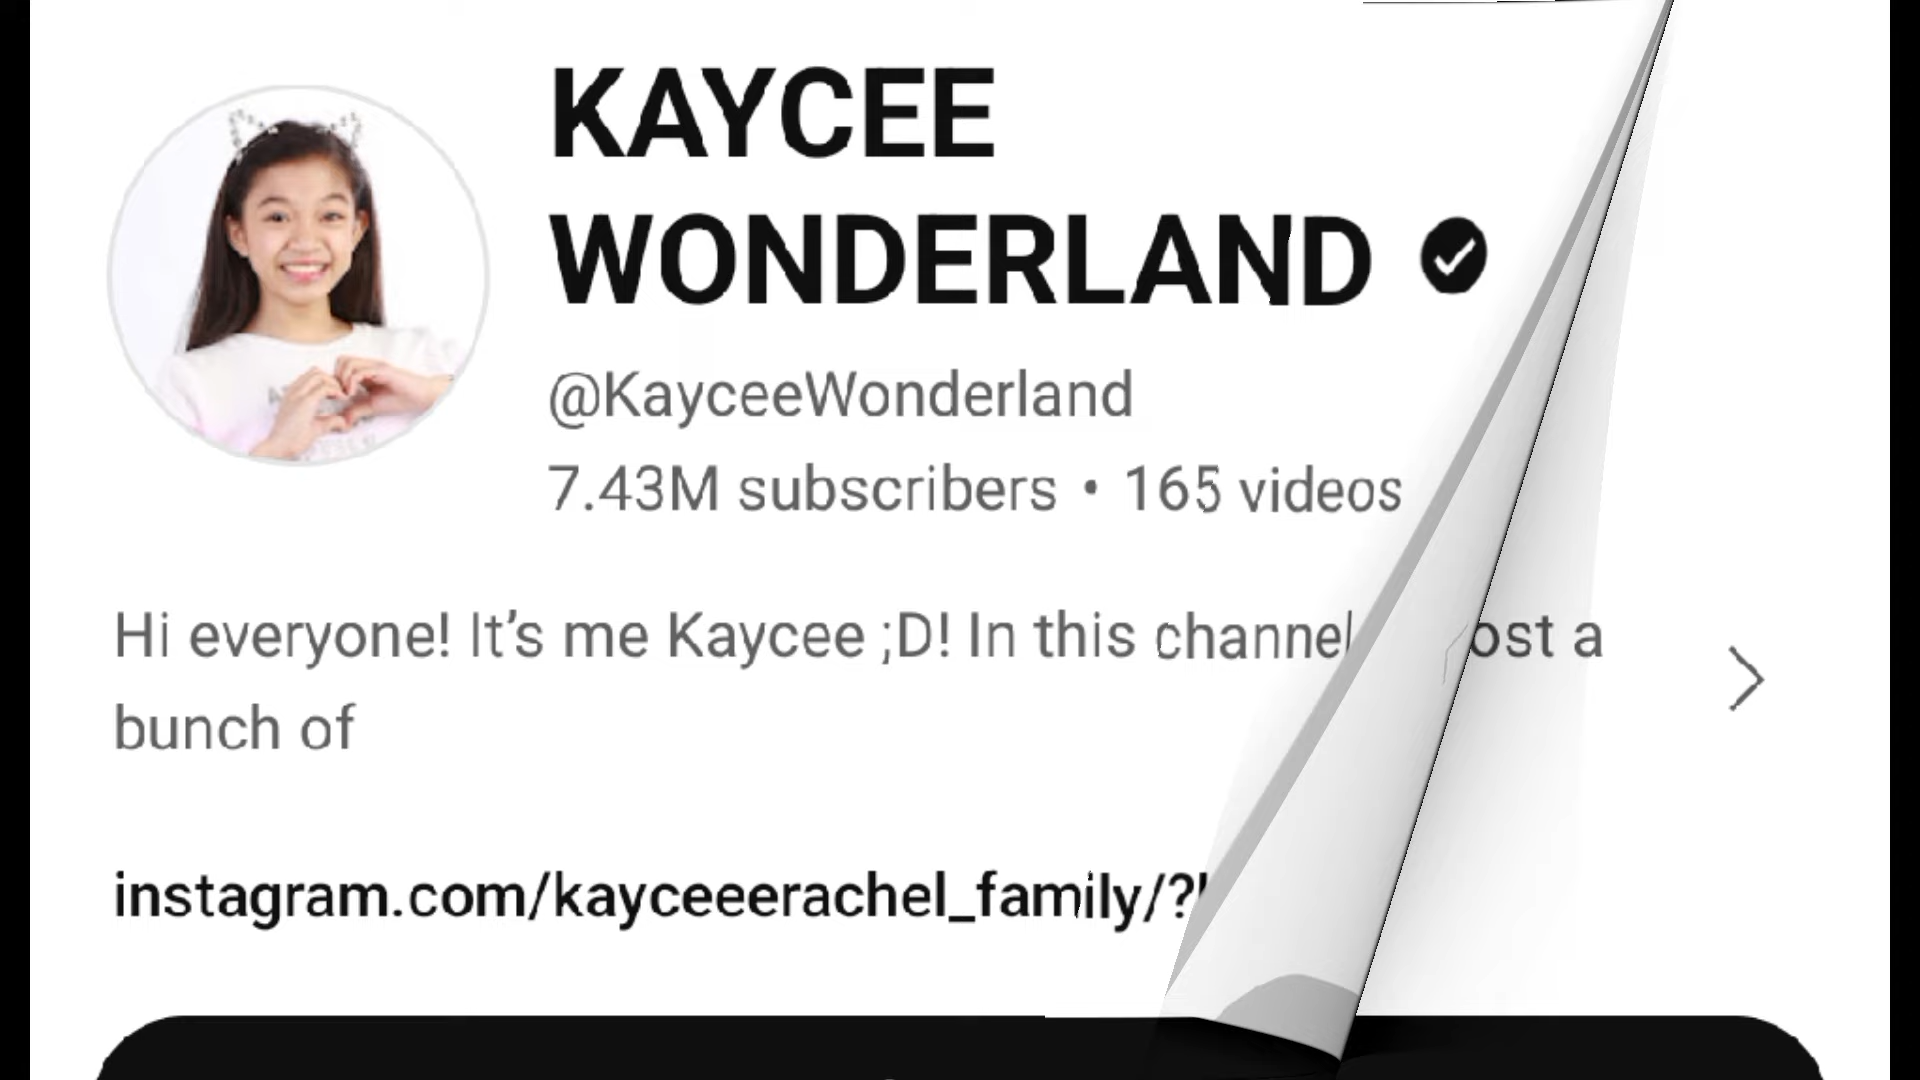 KAYCEE
WONDERLAND
@KayceeWonderland
7.43M subscribers • 165 videos
Hi everyone! It's me Kaycee ;D! In this channel a
bunch of
instagram.com/kayceeerachel_family/?